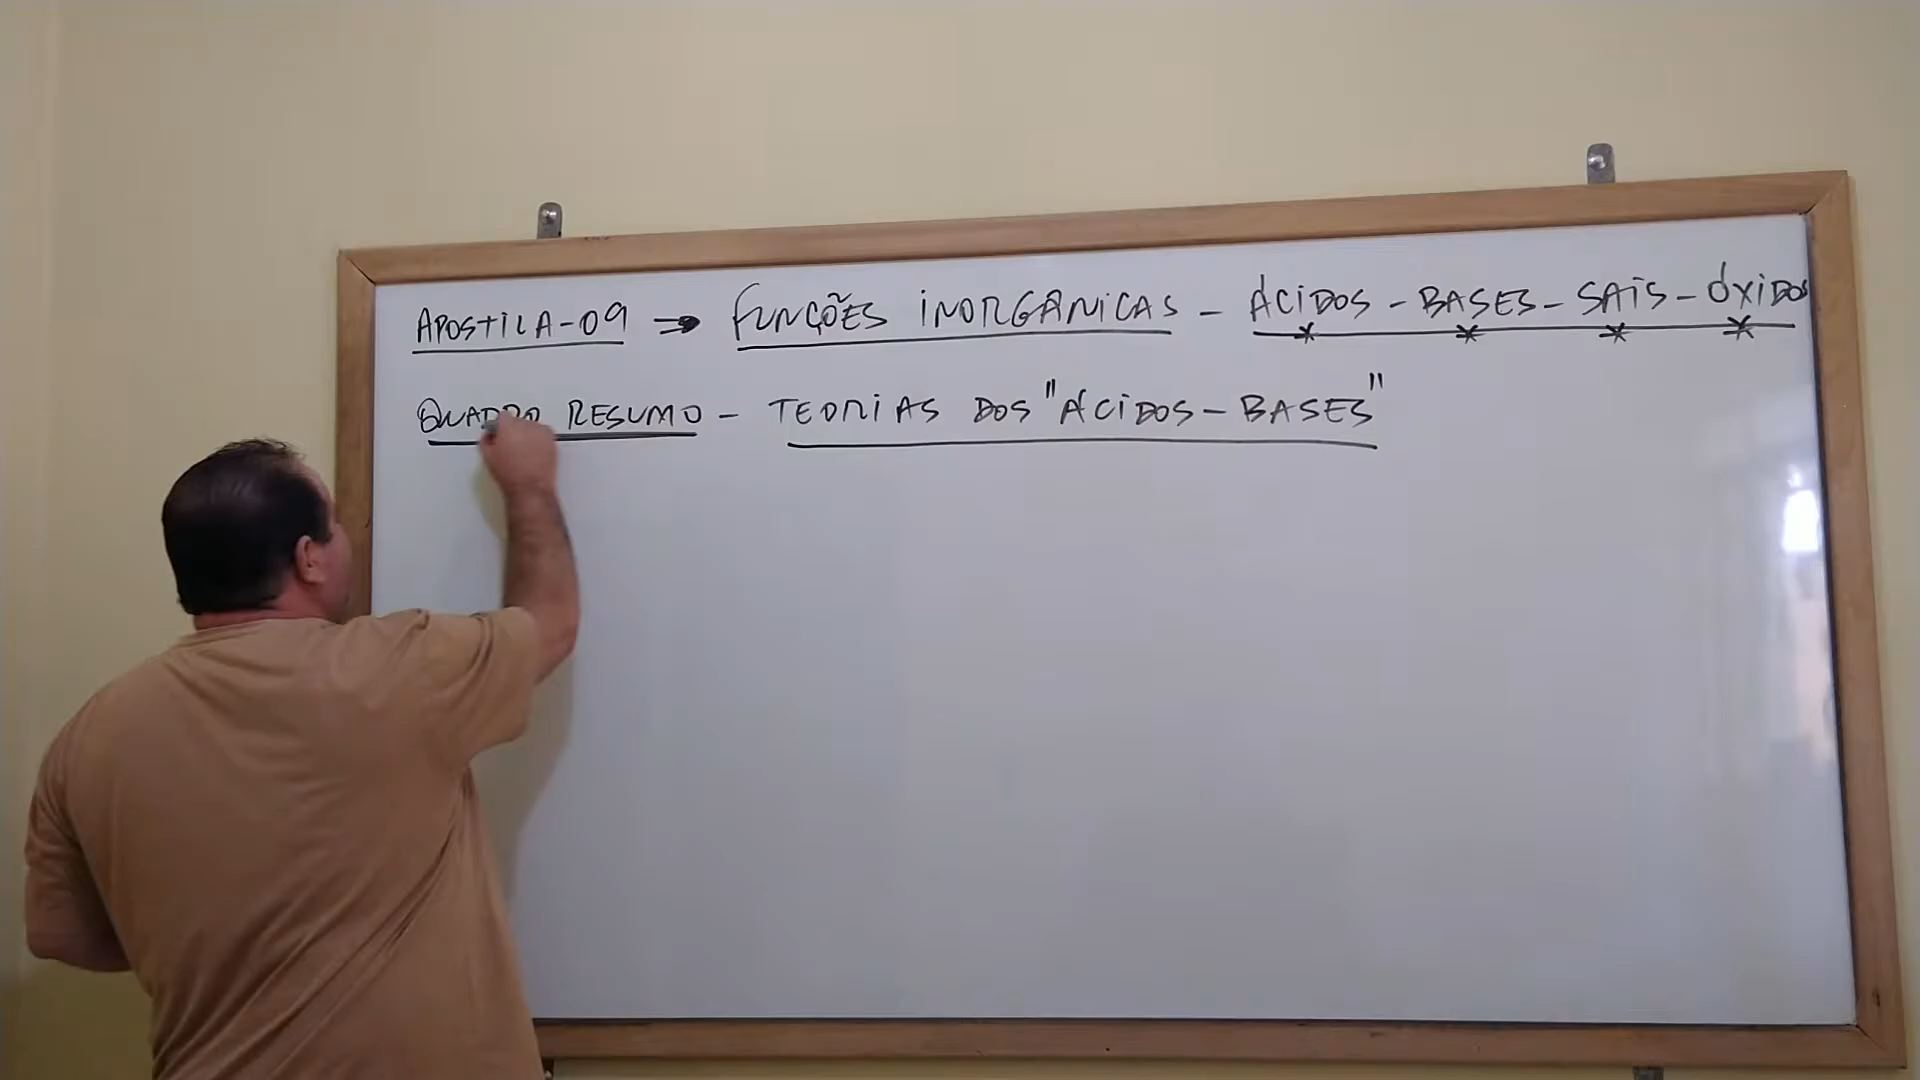 APOSTILA-09 ⇒ FUNÇÕES INORGÂNICAS - ÁCIDOS - BASES - SAIS - ÓXIDOS
QUADRO RESUMO - TEORIAS DOS "ÁCIDOS - BASES"